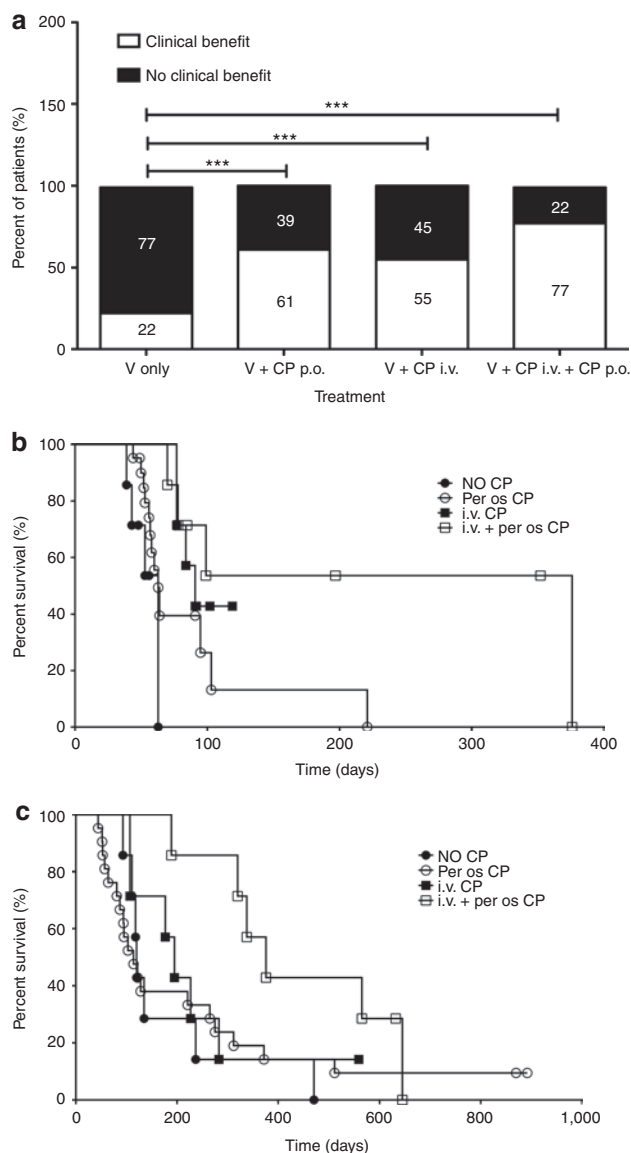 a
200
150
100
50
0
Percent of patients (%)
Clinical benefit
No clinical benefit
***
***
***
77
22
39
61
45
55
22
77
V only
V + CP p.o.
V + CP i.v.
V + CP i.v. + CP p.o.
Treatment
b
100
80
60
40
20
0
Percent survival (%)
NO CP
Per os CP
i.v. CP
i.v. + per os CP
0
100
200
300
400
Time (days)
c
100
80
60
40
20
0
Percent survival (%)
NO CP
Per os CP
i.v. CP
i.v. + per os CP
0
200
400
600
800
1,000
Time (days)